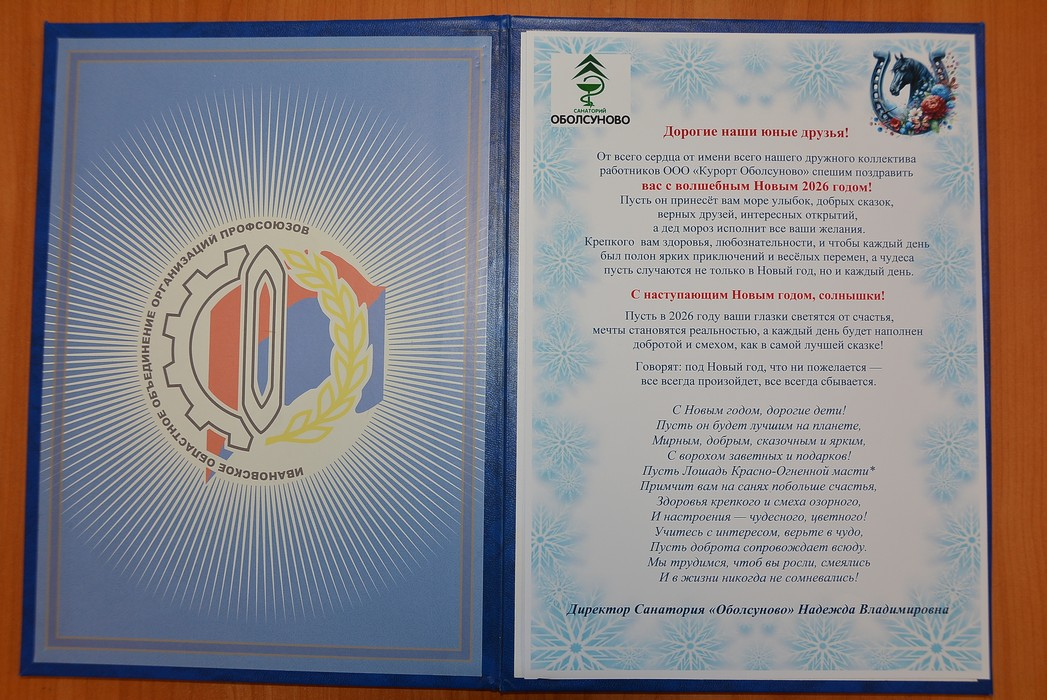 ИВАНОВСКОЕ ОБЛАСТНОЕ ОБЪЕДИНЕНИЕ ОРГАНИЗАЦИЙ ПРОФСОЮЗОВ
САНАТОРИЙ
ОБОЛСУНОВО
Дорогие наши юные друзья!
От всего сердца от имени всего нашего дружного коллектива
работников ООО «Курорт Оболсуново» спешим поздравить
вас с волшебным Новым 2026 годом!
Пусть он принесёт вам море улыбок, добрых сказок,
верных друзей, интересных открытий,
а дед мороз исполнит все ваши желания.
Крепкого вам здоровья, любознательности, и чтобы каждый день
был полон ярких приключений и весёлых перемен, а чудеса
пусть случаются не только в Новый год, но и каждый день.
С наступающим Новым годом, солнышки!
Пусть в 2026 году ваши глазки светятся от счастья,
мечты становятся реальностью, а каждый день будет наполнен
добротой и смехом, как в самой лучшей сказке!
Говорят: под Новый год, что ни пожелается —
все всегда произойдет, все всегда сбывается.
С Новым годом, дорогие дети!
Пусть он будет лучшим на планете,
Мирным, добрым, сказочным и ярким,
С ворохом заветных и подарков!
Пусть Лошадь Красно-Огненной масти*
Примчит вам на санях побольше счастья,
Здоровья крепкого и смеха озорного,
И настроения — чудесного, цветного!
Учитесь с интересом, верьте в чудо,
Пусть доброта сопровождает всюду.
Мы трудимся, чтоб вы росли, смеялись
И в жизни никогда не сомневались!
Директор Санатория «Оболсуново» Надежда Владимировна